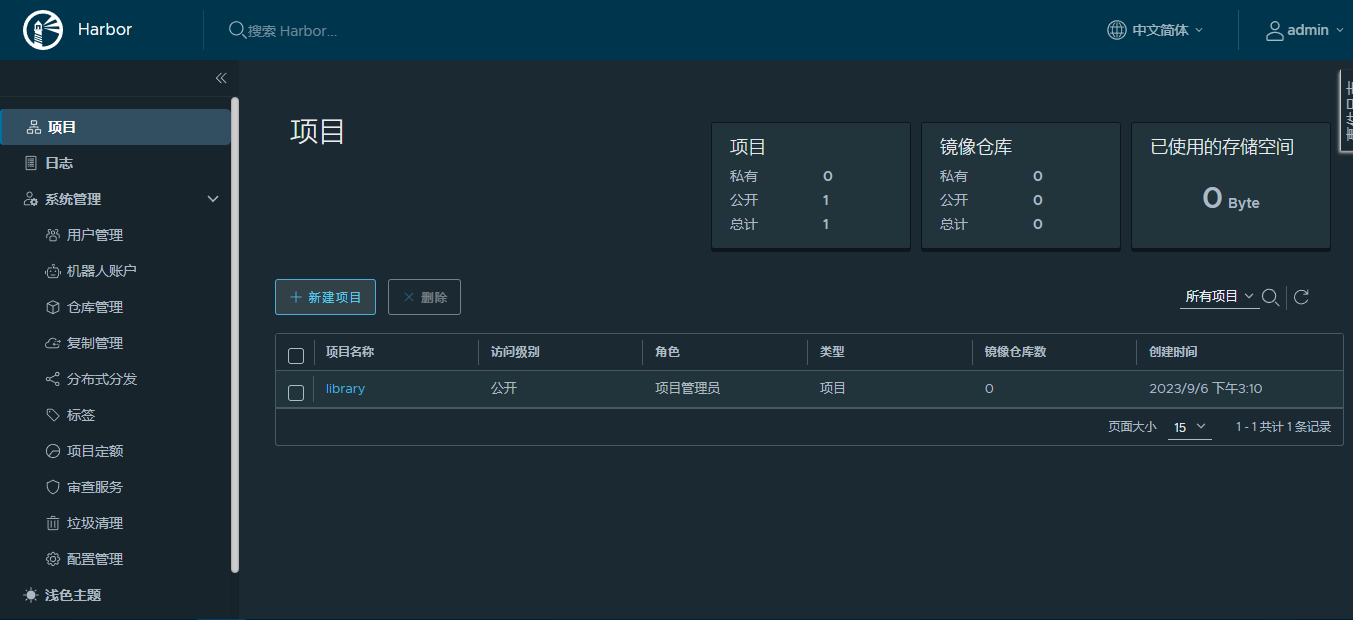 Harbor
搜索 Harbor...
中文简体
admin
项目
日志
系统管理
用户管理
机器人账户
仓库管理
复制管理
分布式分发
标签
项目定额
审查服务
垃圾清理
配置管理
浅色主题
项目
项目
私有 0
公开 1
总计 1
镜像仓库
私有 0
公开 0
总计 0
已使用的存储空间
0 Byte
新建项目
删除
所有项目
项目名称 访问级别 角色 类型 镜像仓库数 创建时间
library 公开 项目管理员 项目 0 2023/9/6 下午3:10
页面大小 15 1 - 1 共计 1 条记录